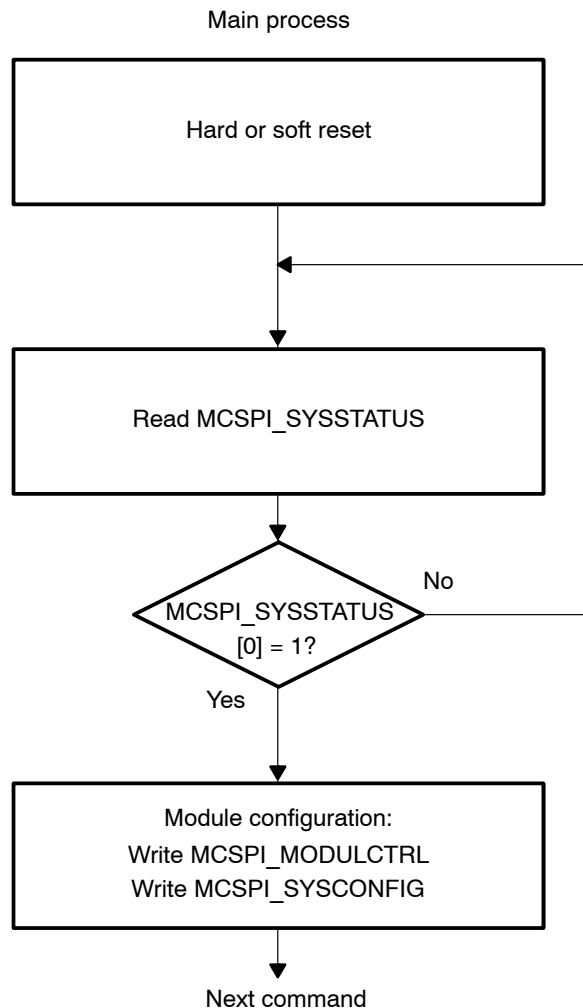 Main process
Hard or soft reset
Read MCSPI_SYSSTATUS
MCSPI_SYSSTATUS
[0] = 1?
No
Yes
Module configuration:
Write MCSPI_MODULCTRL
Write MCSPI_SYSCONFIG
Next command